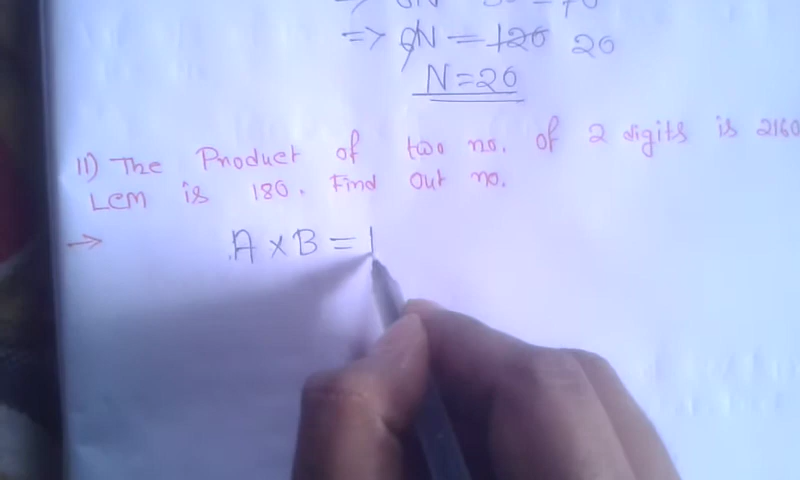 => 6N = 120 20
N=20
11) The Product of two no. of 2 digits is 2160
LCM is 180. Find Out no.
→ A × B = 1